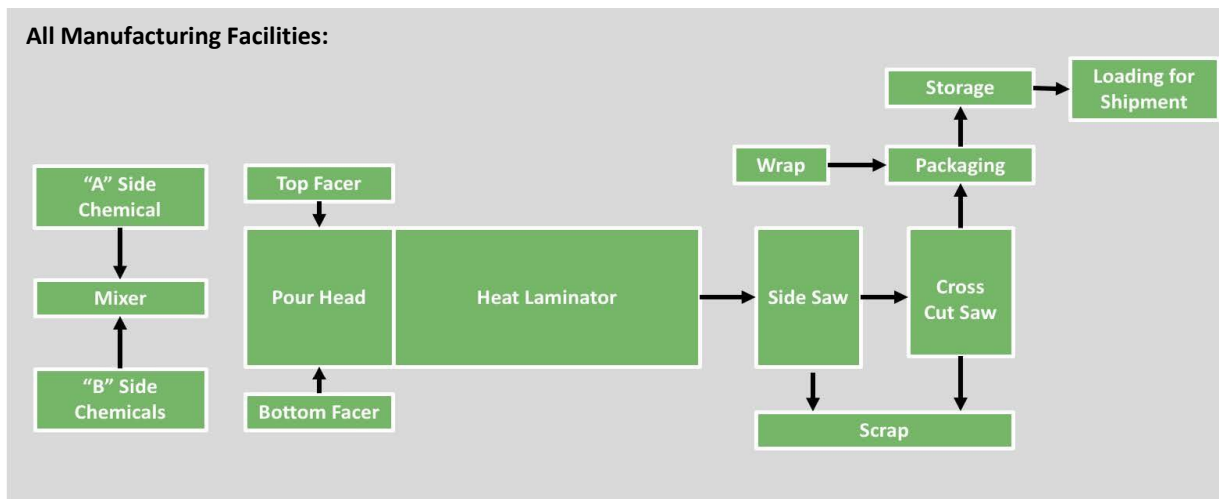 All Manufacturing Facilities:
Storage
Loading for
Shipment
Wrap
Packaging
“A” Side
Chemical
Top Facer
Mixer
Pour Head
Heat Laminator
Side Saw
Cross
Cut Saw
“B” Side
Chemicals
Bottom Facer
Scrap